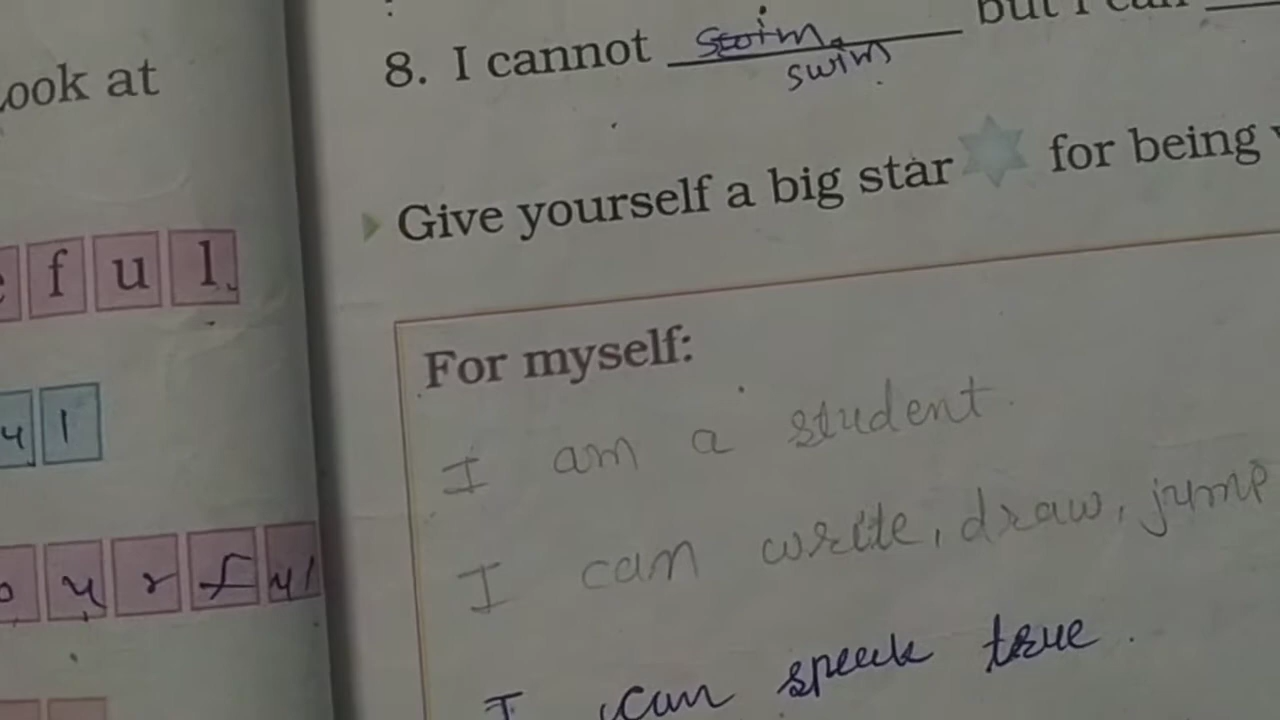 ook at
f u l
u l
o u r f u l
8. I cannot swim
swim
but I can
Give yourself a big star for being
For myself:
I am a student.
I can write, draw, jump
I can speak true.